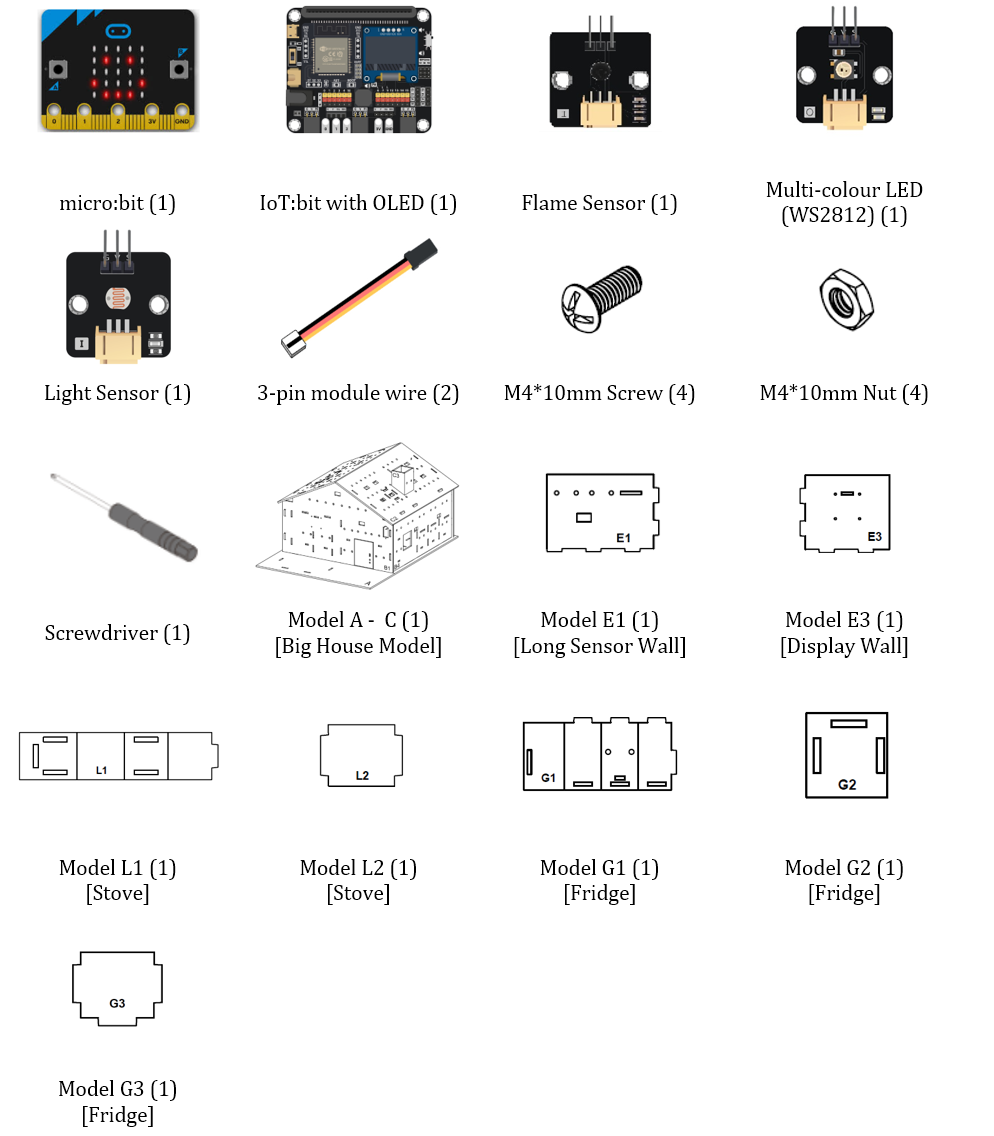 0 1 2 3V GND
1
0
micro:bit (1)
IoT:bit with OLED (1)
Flame Sensor (1)
Multi-colour LED
(WS2812) (1)
I
Light Sensor (1)
3-pin module wire (2)
M4*10mm Screw (4)
M4*10mm Nut (4)
B1
A
E1
E3
Screwdriver (1)
Model A - C (1)
[Big House Model]
Model E1 (1)
[Long Sensor Wall]
Model E3 (1)
[Display Wall]
L1
L2
G1
G2
Model L1 (1)
[Stove]
Model L2 (1)
[Stove]
Model G1 (1)
[Fridge]
Model G2 (1)
[Fridge]
G3
Model G3 (1)
[Fridge]